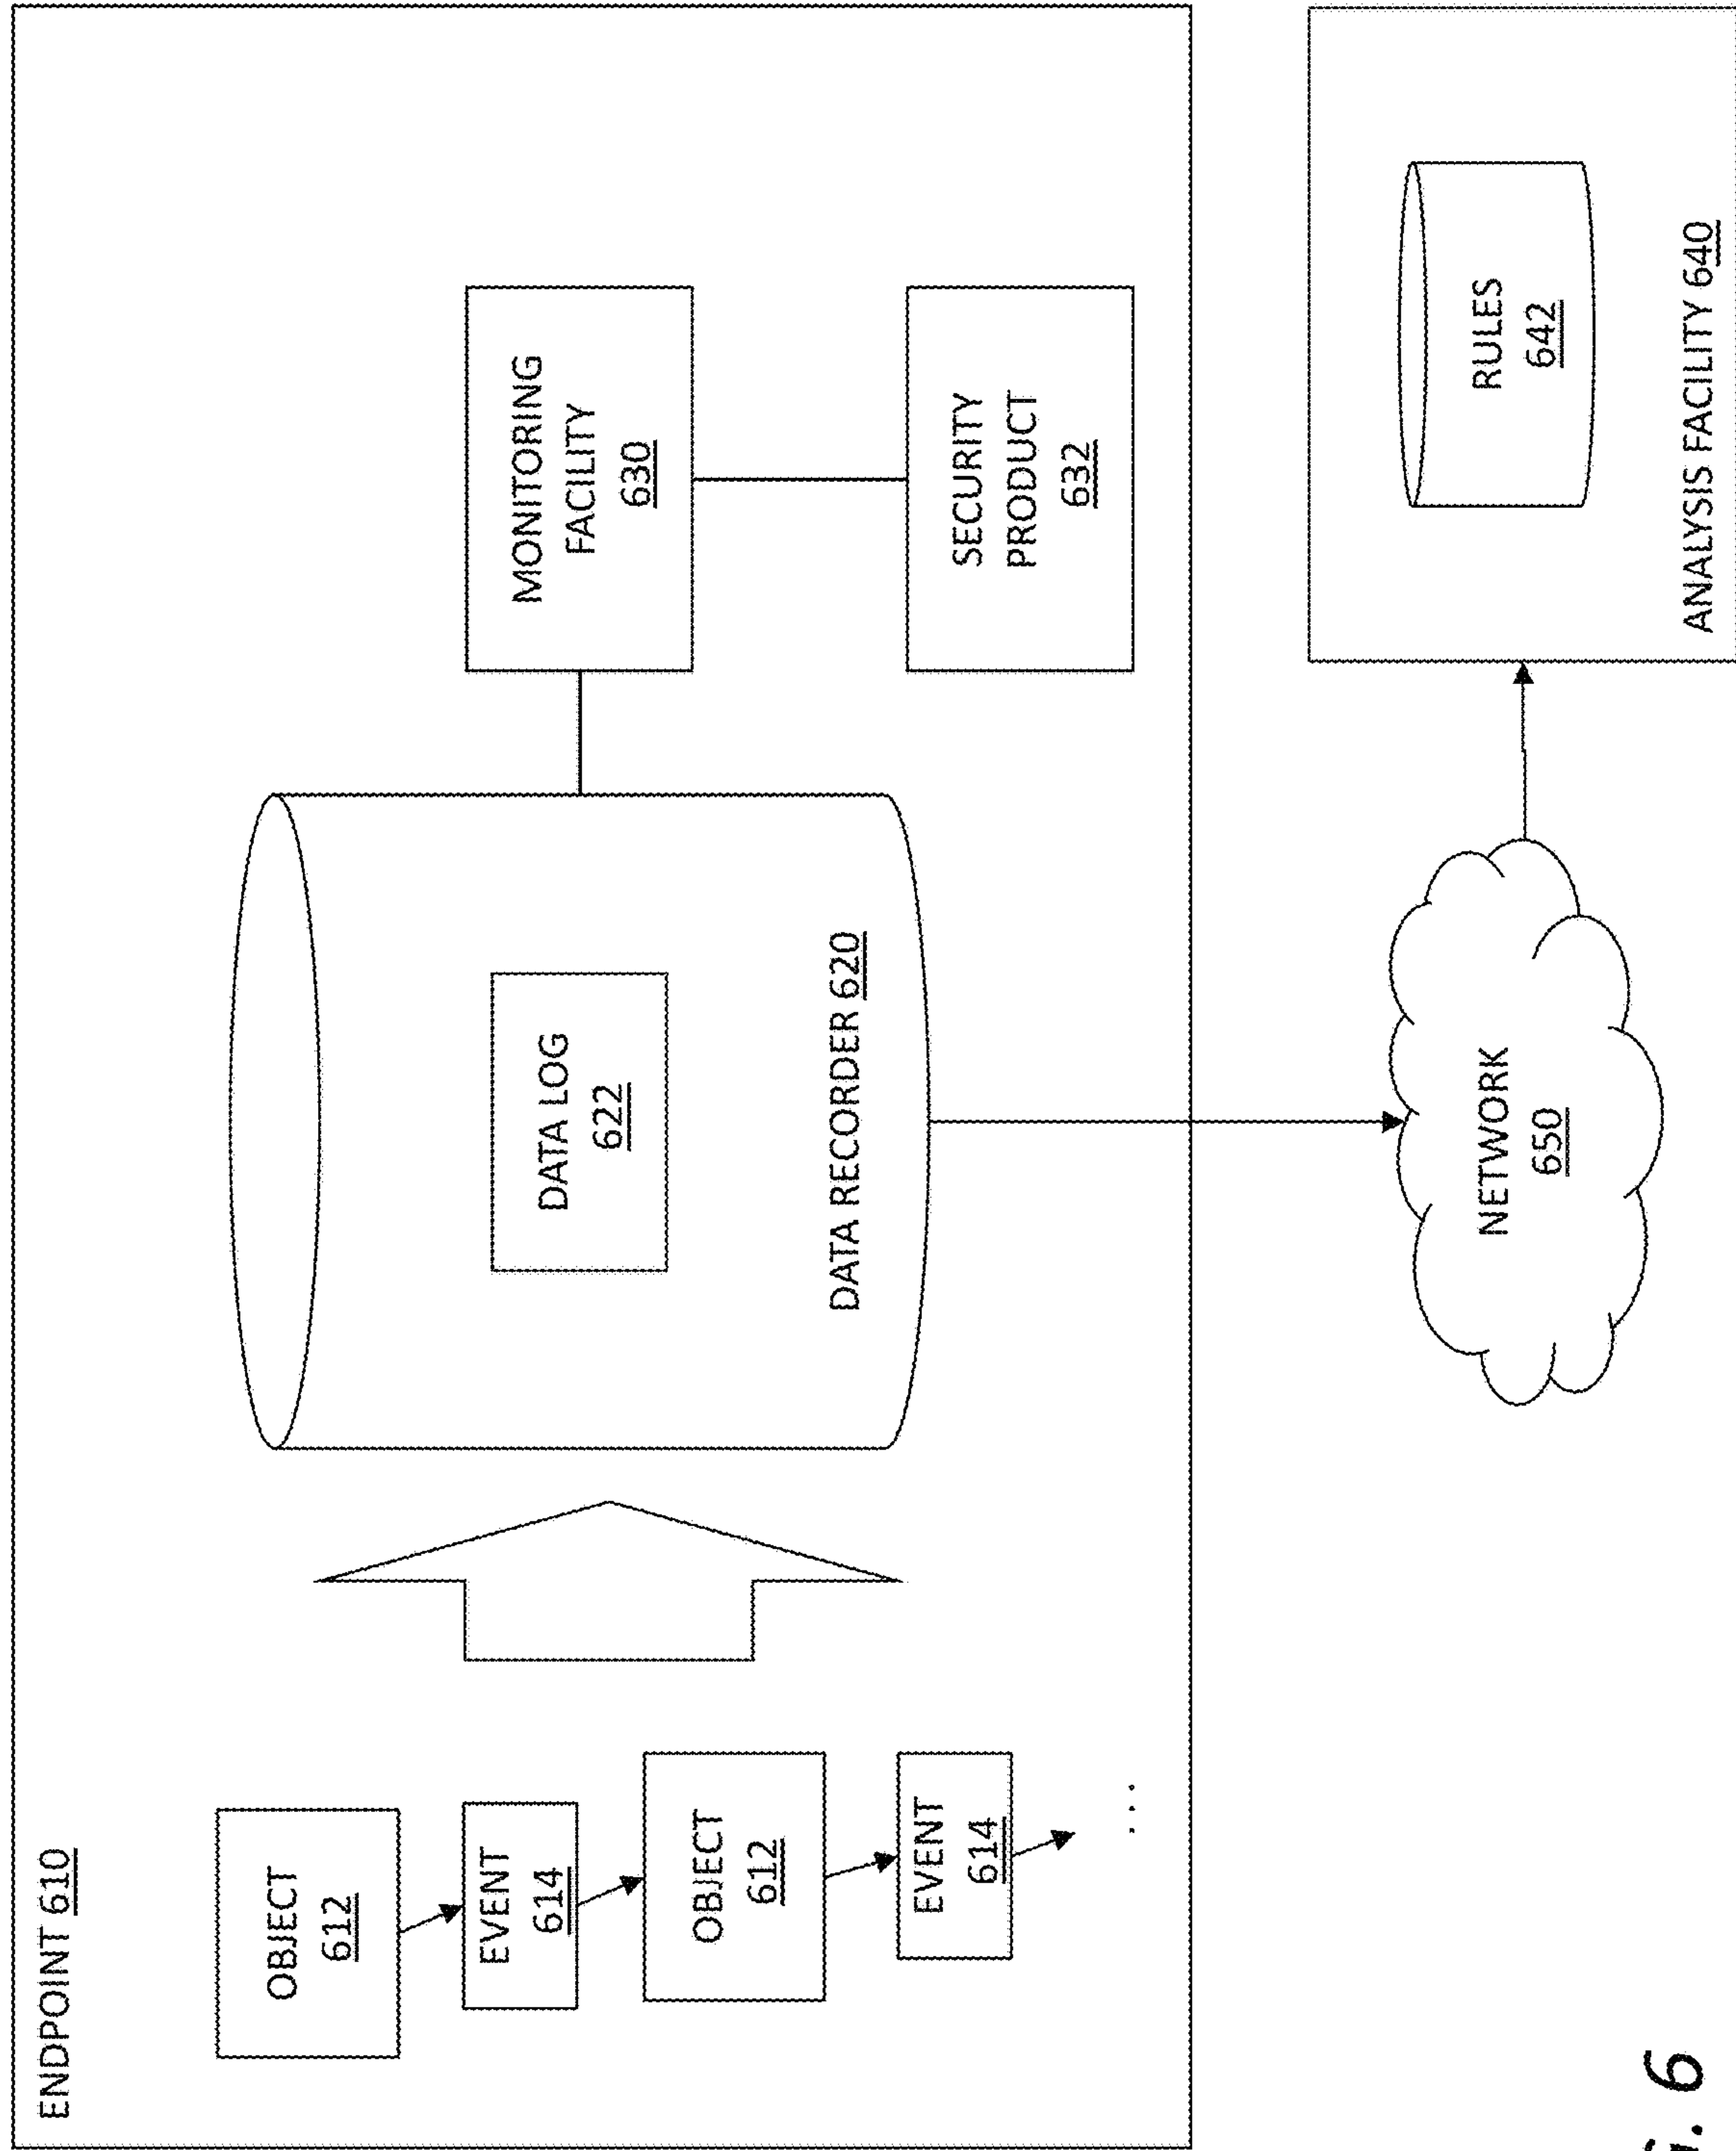 ENDPOINT 610
OBJECT
612
EVENT
614
OBJECT
612
EVENT
614
...
DATA LOG
622
DATA RECORDER 620
MONITORING
FACILITY
630
SECURITY
PRODUCT
632
NETWORK
650
RULES
642
ANALYSIS FACILITY 640
6